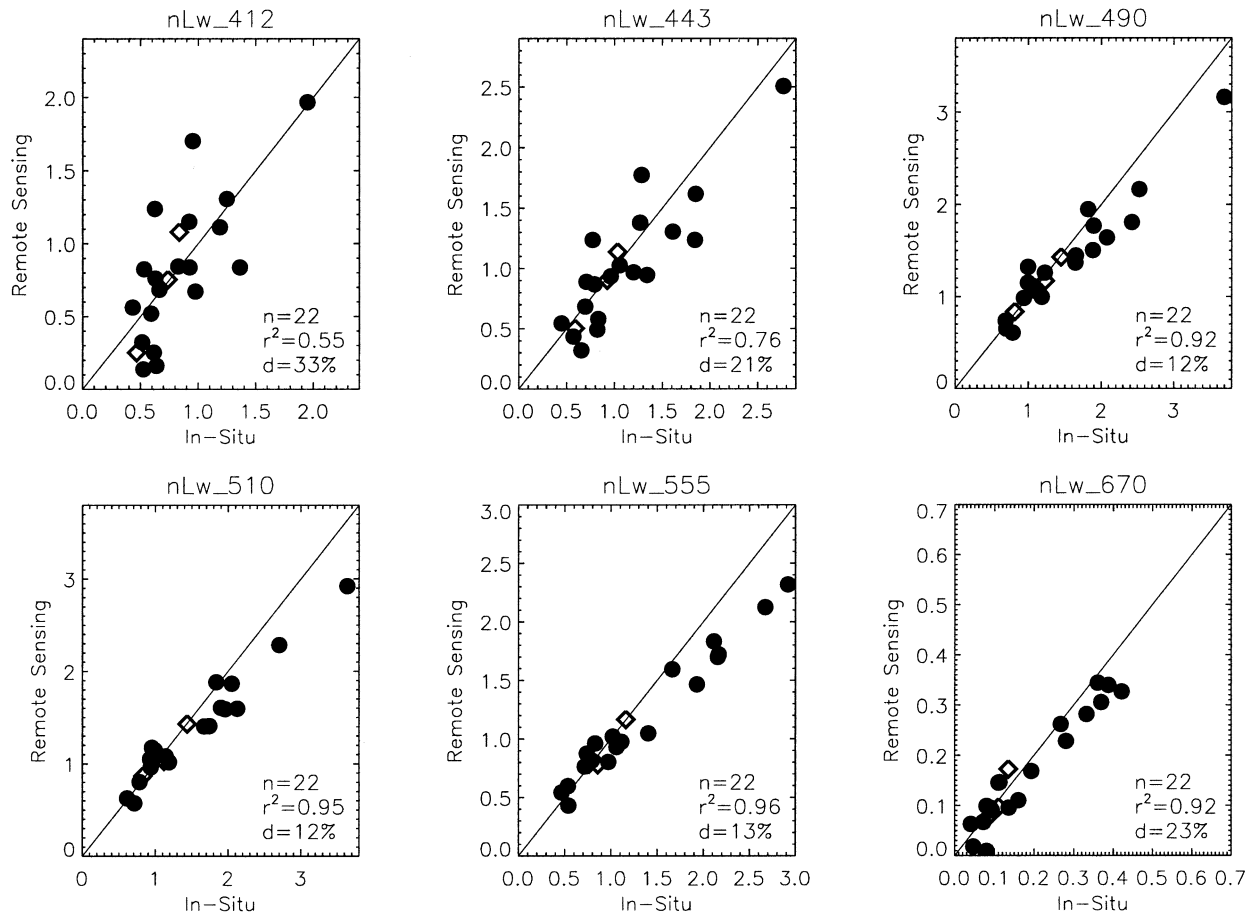 nLw_412
Remote Sensing
2.0
1.5
1.0
0.5
0.0
n=22
r²=0.55
d=33%
0.0 0.5 1.0 1.5 2.0
In-Situ
nLw_443
Remote Sensing
2.5
2.0
1.5
1.0
0.5
0.0
n=22
r²=0.76
d=21%
0.0 0.5 1.0 1.5 2.0 2.5
In-Situ
nLw_490
Remote Sensing
3
2
1
0
n=22
r²=0.92
d=12%
0 1 2 3
In-Situ
nLw_510
Remote Sensing
3
2
1
0
n=22
r²=0.95
d=12%
0 1 2 3
In-Situ
nLw_555
Remote Sensing
3.0
2.5
2.0
1.5
1.0
0.5
0.0
n=22
r²=0.96
d=13%
0.0 0.5 1.0 1.5 2.0 2.5 3.0
In-Situ
nLw_670
Remote Sensing
0.7
0.6
0.5
0.4
0.3
0.2
0.1
0.0
n=22
r²=0.92
d=23%
0.0 0.1 0.2 0.3 0.4 0.5 0.6 0.7
In-Situ